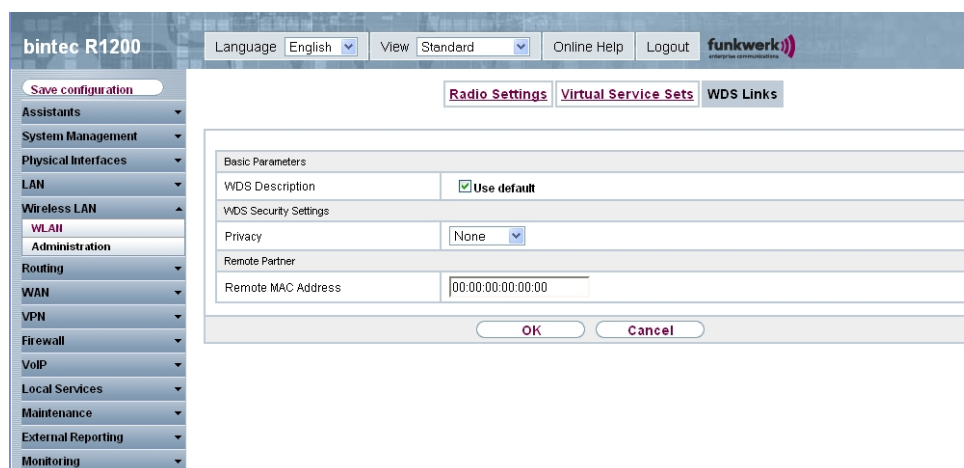 bintec R1200
Language English View Standard Online Help Logout funkwerk
enterprise communications
Save configuration
Assistants
System Management
Physical Interfaces
LAN
Wireless LAN
WLAN
Administration
Routing
WAN
VPN
Firewall
VoIP
Local Services
Maintenance
External Reporting
Monitoring
Radio Settings Virtual Service Sets WDS Links
Basic Parameters
WDS Description Use default
WDS Security Settings
Privacy None
Remote Partner
Remote MAC Address 00:00:00:00:00:00
OK Cancel